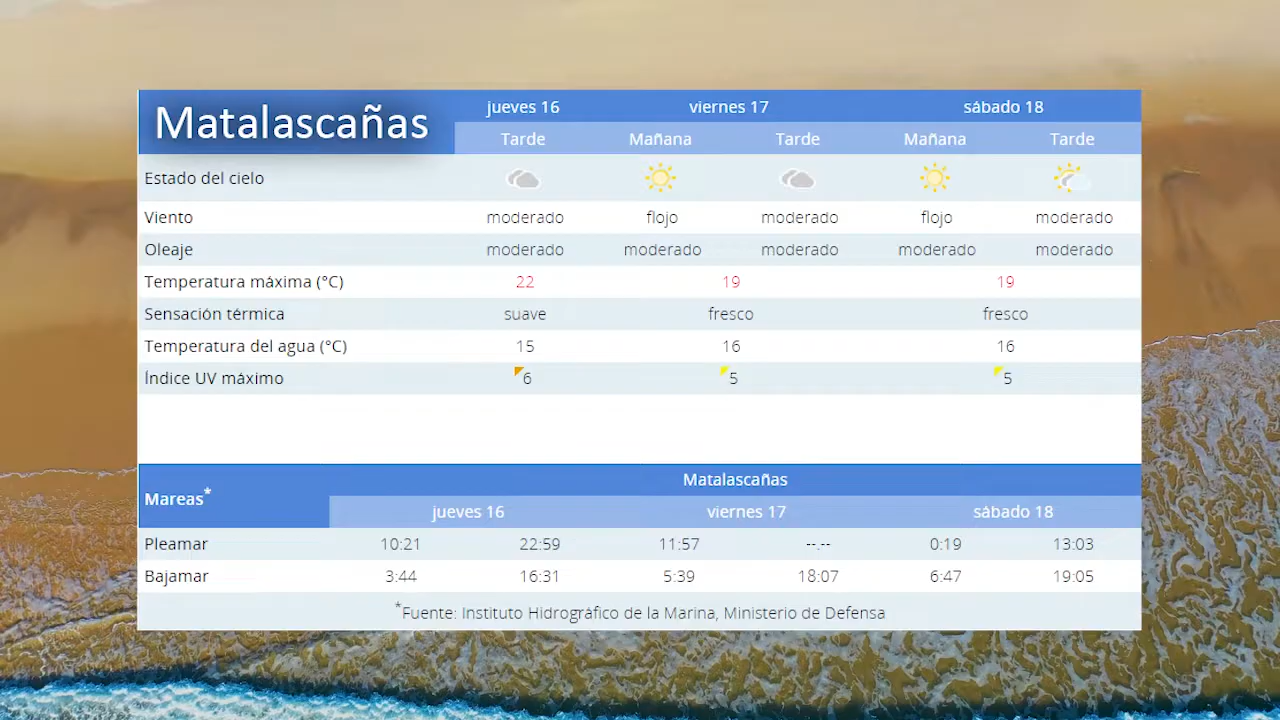 Matalascañas
jueves 16 viernes 17 sábado 18
Tarde Mañana Tarde Mañana Tarde
Estado del cielo
Viento moderado flojo moderado flojo moderado
Oleaje moderado moderado moderado moderado moderado
Temperatura máxima (°C) 22 19 19
Sensación térmica suave fresco fresco
Temperatura del agua (°C) 15 16 16
Índice UV máximo 6 5 5
Matalascañas
Mareas*
jueves 16 viernes 17 sábado 18
Pleamar 10:21 22:59 11:57 --.-- 0:19 13:03
Bajamar 3:44 16:31 5:39 18:07 6:47 19:05
*Fuente: Instituto Hidrográfico de la Marina, Ministerio de Defensa